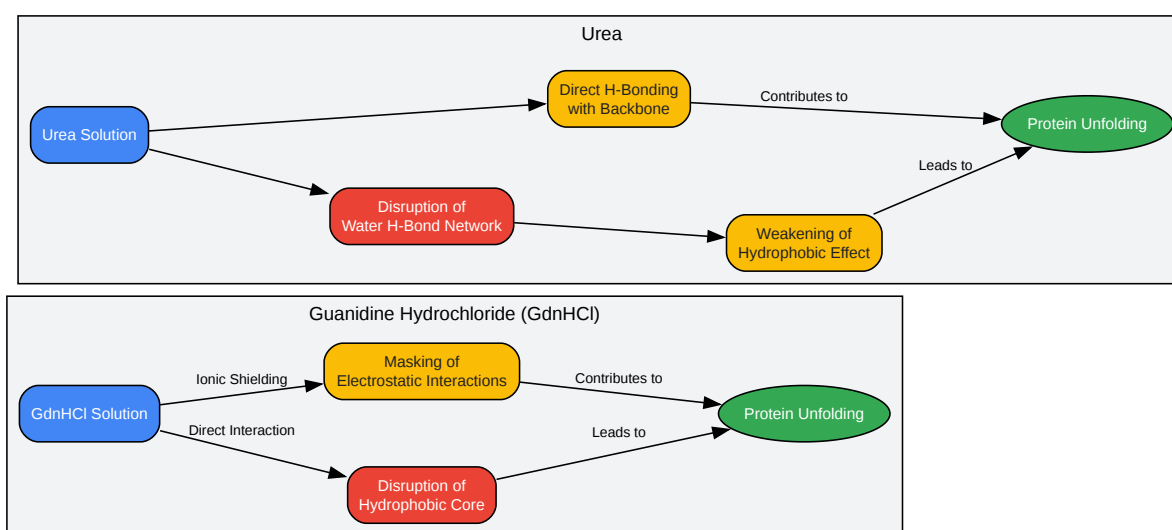 Urea
Direct H-Bonding
with Backbone
Contributes to
Urea Solution
Protein Unfolding
Leads to
Disruption of
Water H-Bond Network
Weakening of
Hydrophobic Effect
Guanidine Hydrochloride (GdnHCl)
Masking of
Electrostatic Interactions
Ionic Shielding
Contributes to
GdnHCl Solution
Protein Unfolding
Direct Interaction
Leads to
Disruption of
Hydrophobic Core